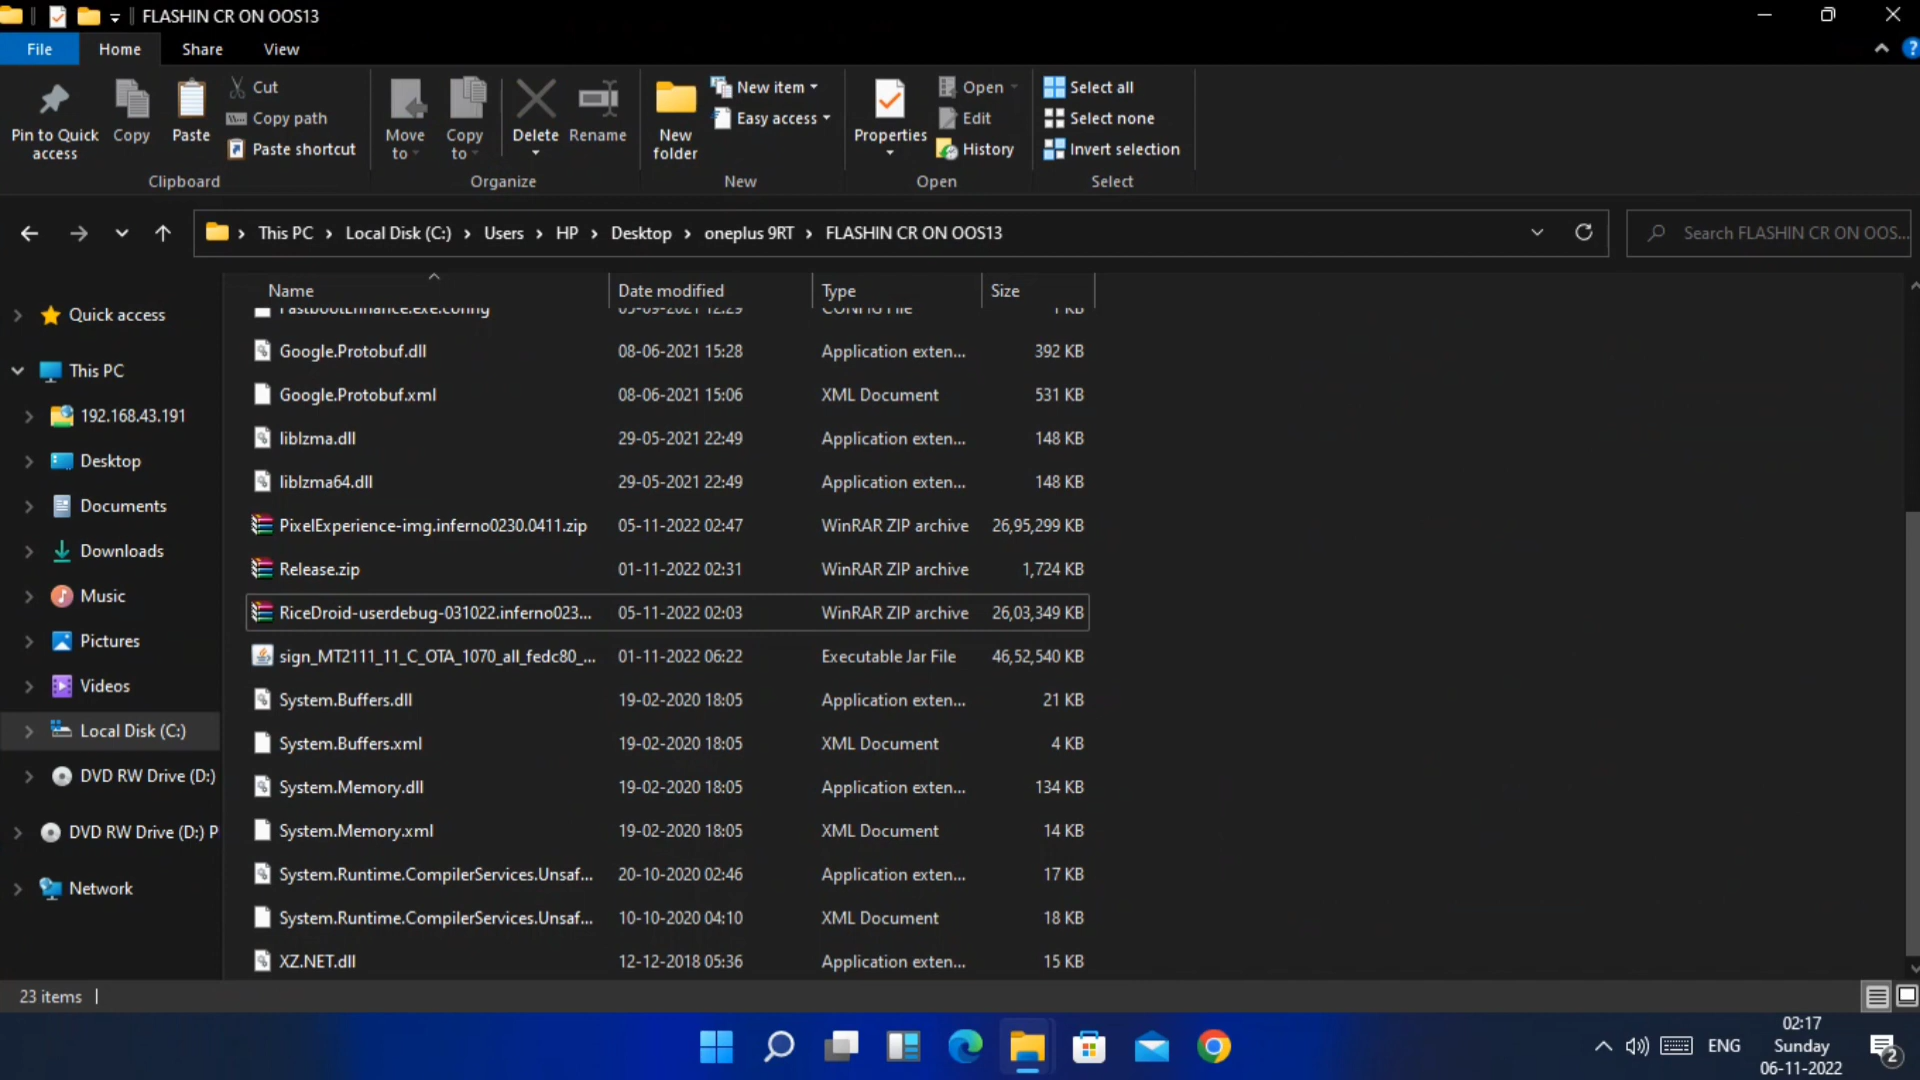 FLASHIN CR ON OOS13
File Home Share View
Pin to Quick access
Copy
Paste
Cut
Copy path
Paste shortcut
Clipboard
Move to
Copy to
Delete
Rename
Organize
New folder
New item
Easy access
New
Properties
Open
Edit
History
Open
Select all
Select none
Invert selection
Select
This PC › Local Disk (C:) › Users › HP › Desktop › oneplus 9RT › FLASHIN CR ON OOS13
Search FLASHIN CR ON OOS...
Quick access
This PC
192.168.43.191
Desktop
Documents
Downloads
Music
Pictures
Videos
Local Disk (C:)
DVD RW Drive (D:)
DVD RW Drive (D:) P
Network
Name Date modified Type Size
FastbootEnhance.exe.config 05-09-2021 12:29 CONFIG File 1 KB
Google.Protobuf.dll 08-06-2021 15:28 Application exten... 392 KB
Google.Protobuf.xml 08-06-2021 15:06 XML Document 531 KB
liblzma.dll 29-05-2021 22:49 Application exten... 148 KB
liblzma64.dll 29-05-2021 22:49 Application exten... 148 KB
PixelExperience-img.inferno0230.0411.zip 05-11-2022 02:47 WinRAR ZIP archive 26,95,299 KB
Release.zip 01-11-2022 02:31 WinRAR ZIP archive 1,724 KB
RiceDroid-userdebug-031022.inferno023... 05-11-2022 02:03 WinRAR ZIP archive 26,03,349 KB
sign_MT2111_11_C_OTA_1070_all_fedc80_... 01-11-2022 06:22 Executable Jar File 46,52,540 KB
System.Buffers.dll 19-02-2020 18:05 Application exten... 21 KB
System.Buffers.xml 19-02-2020 18:05 XML Document 4 KB
System.Memory.dll 19-02-2020 18:05 Application exten... 134 KB
System.Memory.xml 19-02-2020 18:05 XML Document 14 KB
System.Runtime.CompilerServices.Unsaf... 20-10-2020 02:46 Application exten... 17 KB
System.Runtime.CompilerServices.Unsaf... 10-10-2020 04:10 XML Document 18 KB
XZ.NET.dll 12-12-2018 05:36 Application exten... 15 KB
23 items
ENG
02:17
Sunday
06-11-2022
2